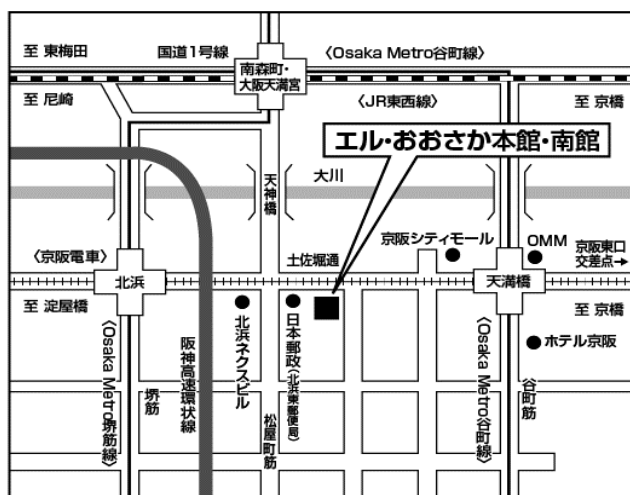 至 東梅田
国道1号線
〈Osaka Metro谷町線〉
南森町・
大阪天満宮
至 尼崎
〈JR東西線〉
至 京橋
エル・おおさか本館・南館
天神橋
大川
〈京阪電車〉
北浜
土佐堀通
京阪シティモール
OMM
京阪東口
交差点→
天満橋
至 淀屋橋
至 京橋
〈Osaka Metro堺筋線〉
堺筋
阪神高速環状線
北浜ネクスビル
松屋町筋
日本郵政
(北浜東郵便局)
〈Osaka Metro谷町線〉
谷町筋
ホテル京阪